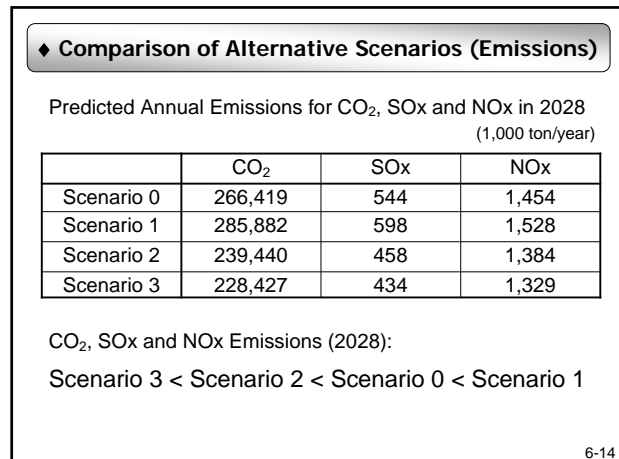 ♦ Comparison of Alternative Scenarios (Emissions)
Predicted Annual Emissions for CO₂, SOx and NOx in 2028
(1,000 ton/year)
CO₂ SOx NOx
Scenario 0 266,419 544 1,454
Scenario 1 285,882 598 1,528
Scenario 2 239,440 458 1,384
Scenario 3 228,427 434 1,329
CO₂, SOx and NOx Emissions (2028):
Scenario 3 < Scenario 2 < Scenario 0 < Scenario 1
6-14